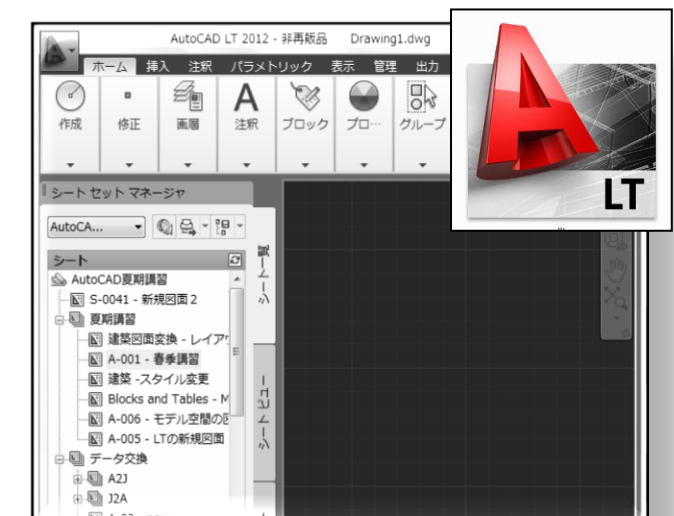 AutoCAD LT 2012 - 非再販品 Drawing1.dwg
ホーム 挿入 注釈 パラメトリック 表示 管理 出力
作成 修正 画層 注釈 ブロック プロ… グループ
LT
シート セット マネージャ
AutoCA...
シート
AutoCAD夏期講習
S-0041 - 新規図面 2
夏期講習
建築図面変換 - レイアウ
A-001 - 春季講習
建築 -スタイル変更
Blocks and Tables - M
A-006 - モデル空間の図
A-005 - LTの新規図面
データ交換
A2J
J2A
シート一覧
シート ビュー